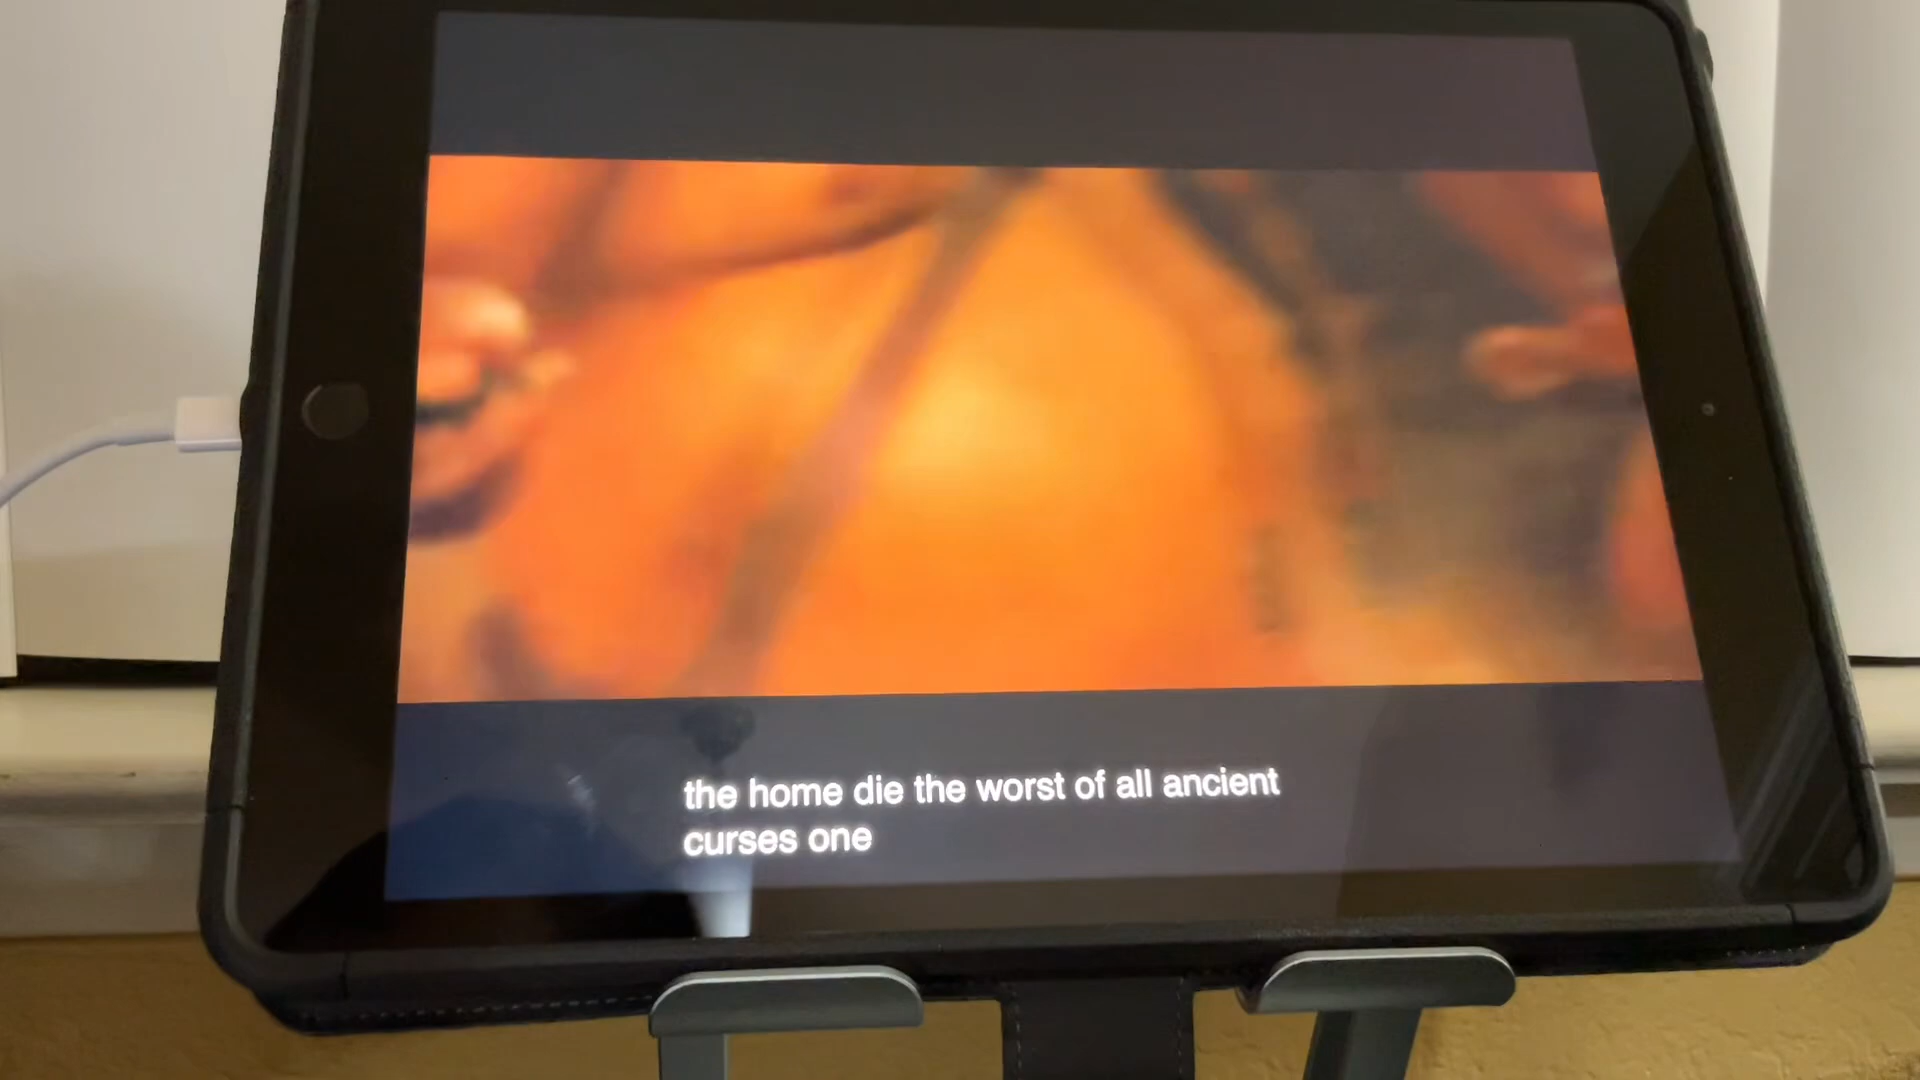 the home die the worst of all ancient
curses one